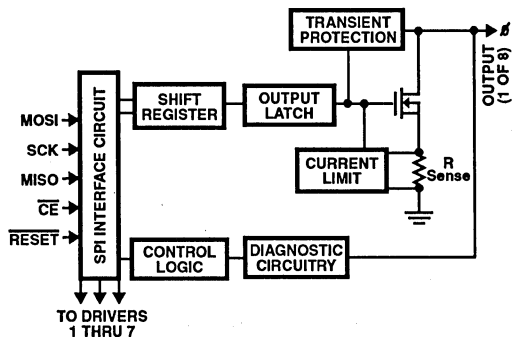 TRANSIENT
PROTECTION
OUTPUT
(1 OF 8)
SPI INTERFACE CIRCUIT
SHIFT
REGISTER
OUTPUT
LATCH
MOSI
SCK
MISO
CE
RESET
CURRENT
LIMIT
R
Sense
CONTROL
LOGIC
DIAGNOSTIC
CIRCUITRY
TO DRIVERS
1 THRU 7